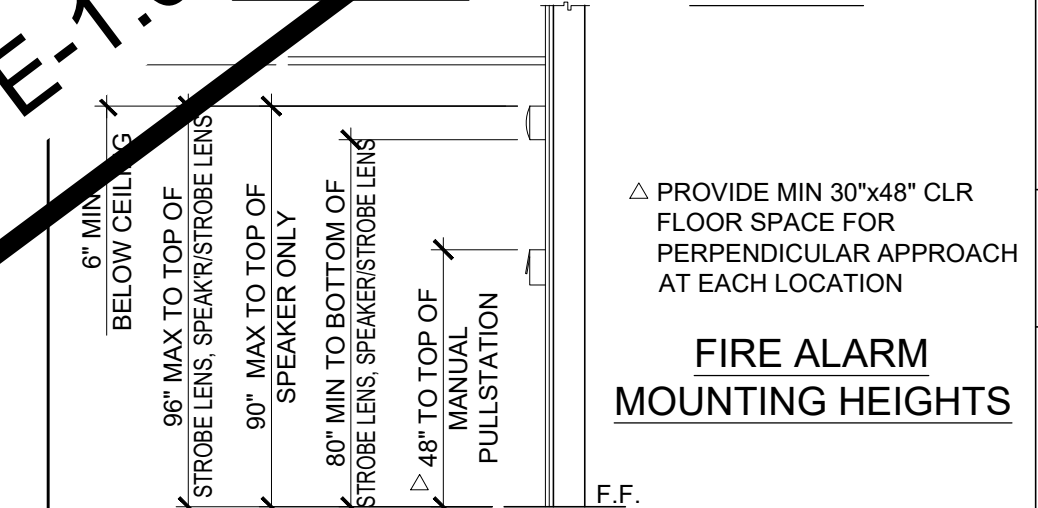 E-1.
6" MIN
BELOW CEILING
96" MAX TO TOP OF
STROBE LENS, SPEAK'R/STROBE LENS
90" MAX TO TOP OF
SPEAKER ONLY
80" MIN TO BOTTOM OF
STROBE LENS, SPEAKER/STROBE LENS
△ 48" TO TOP OF
MANUAL
PULLSTATION
F.F.
△ PROVIDE MIN 30"x48" CLR
FLOOR SPACE FOR
PERPENDICULAR APPROACH
AT EACH LOCATION
FIRE ALARM
MOUNTING HEIGHTS